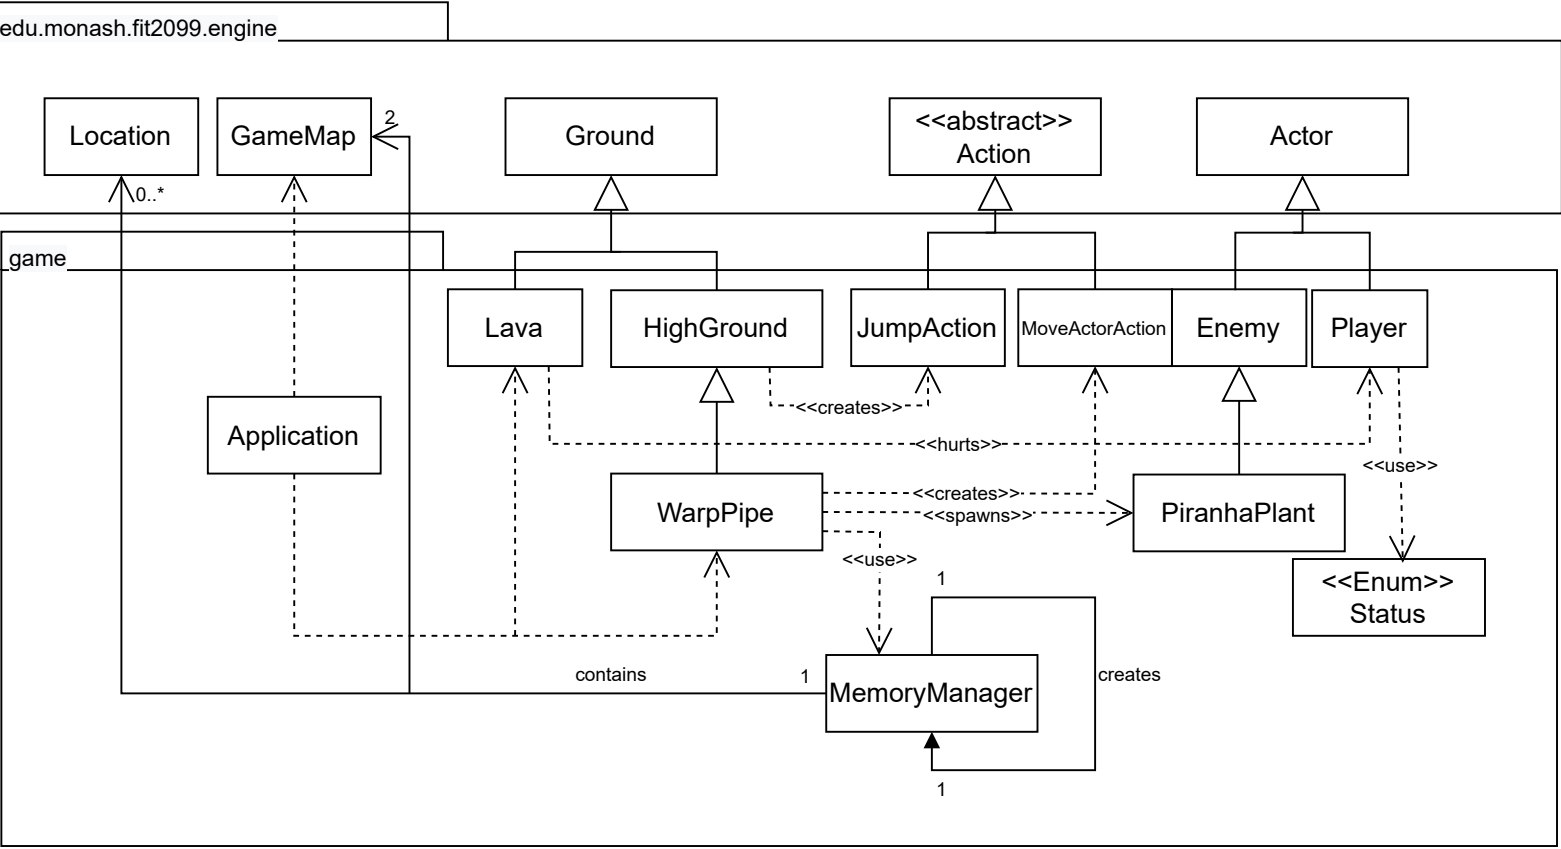 edu.monash.fit2099.engine
Location
GameMap
2
Ground
<<abstract>>
Action
Actor
0..*
game
Lava
HighGround
JumpAction
MoveActorAction
Enemy
Player
<<creates>>
Application
<<hurts>>
<<use>>
<<creates>>
WarpPipe
<<spawns>>
PiranhaPlant
<<use>>
1
<<Enum>>
Status
contains
1
MemoryManager
creates
1